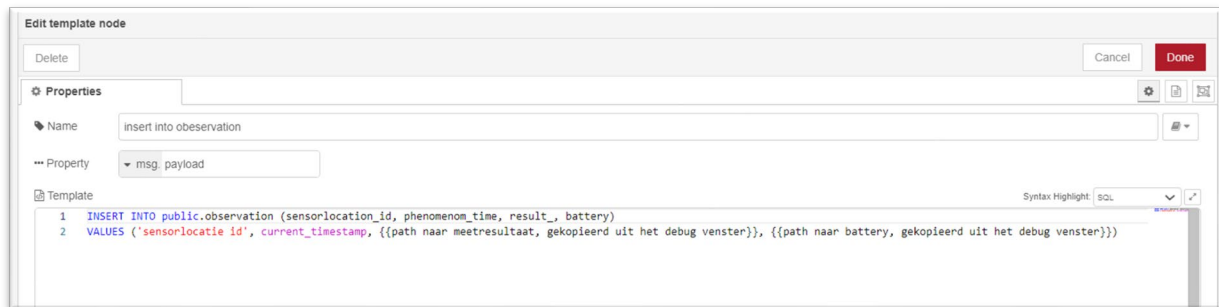 Edit template node
Delete
Cancel
Done
Properties
Name
insert into obeservation
Property
msg. payload
Template
Syntax Highlight: SQL
1 INSERT INTO public.observation (sensorlocation_id, phenomenom_time, result_, battery)
2 VALUES ('sensorlocatie id', current_timestamp, {{path naar meetresultaat, gekopieerd uit het debug venster}}, {{path naar battery, gekopieerd uit het debug venster}})